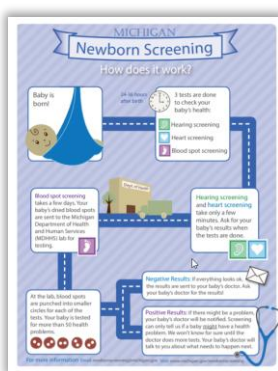 MICHIGAN
Newborn Screening
How does it work?
Baby is
born!
24-36 hours
after birth
3 tests are done
to check your
baby's health:
Hearing screening
Heart screening
Blood spot screening
Blood spot screening
takes a few days. Your
baby's dried blood spots
are sent to the Michigan
Department of Health
and Human Services
(MDHHS) lab for
testing.
Hearing screening
and heart screening
take only a few
minutes. Ask for your
baby's results when
the tests are done.
Negative Results: If everything looks ok,
the results are sent to your baby's doctor. Ask
your baby's doctor for the results!
At the lab, blood spots
are punched into smaller
circles for each of the
tests. Your baby is tested
for more than 50 health
problems.
Positive Results: If there might be a problem,
your baby's doctor will be notified. Screening
can only tell us if a baby might have a health
problem. We won't know for sure until the
doctor does more tests. Your baby's doctor will
talk to you about what needs to happen next.
For more information